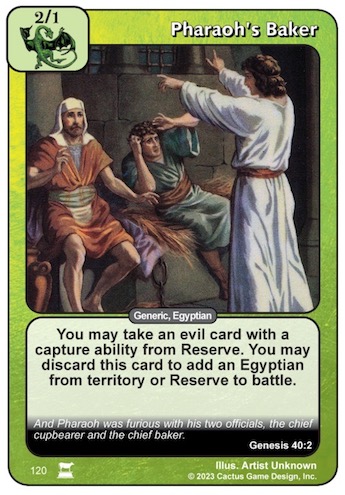 2/1
Pharaoh's Baker
Generic, Egyptian
You may take an evil card with a
capture ability from Reserve. You may
discard this card to add an Egyptian
from territory or Reserve to battle.
And Pharaoh was furious with his two officials, the chief
cupbearer and the chief baker.
Genesis 40:2
Illus. Artist Unknown
120
© 2023 Cactus Game Design, Inc.